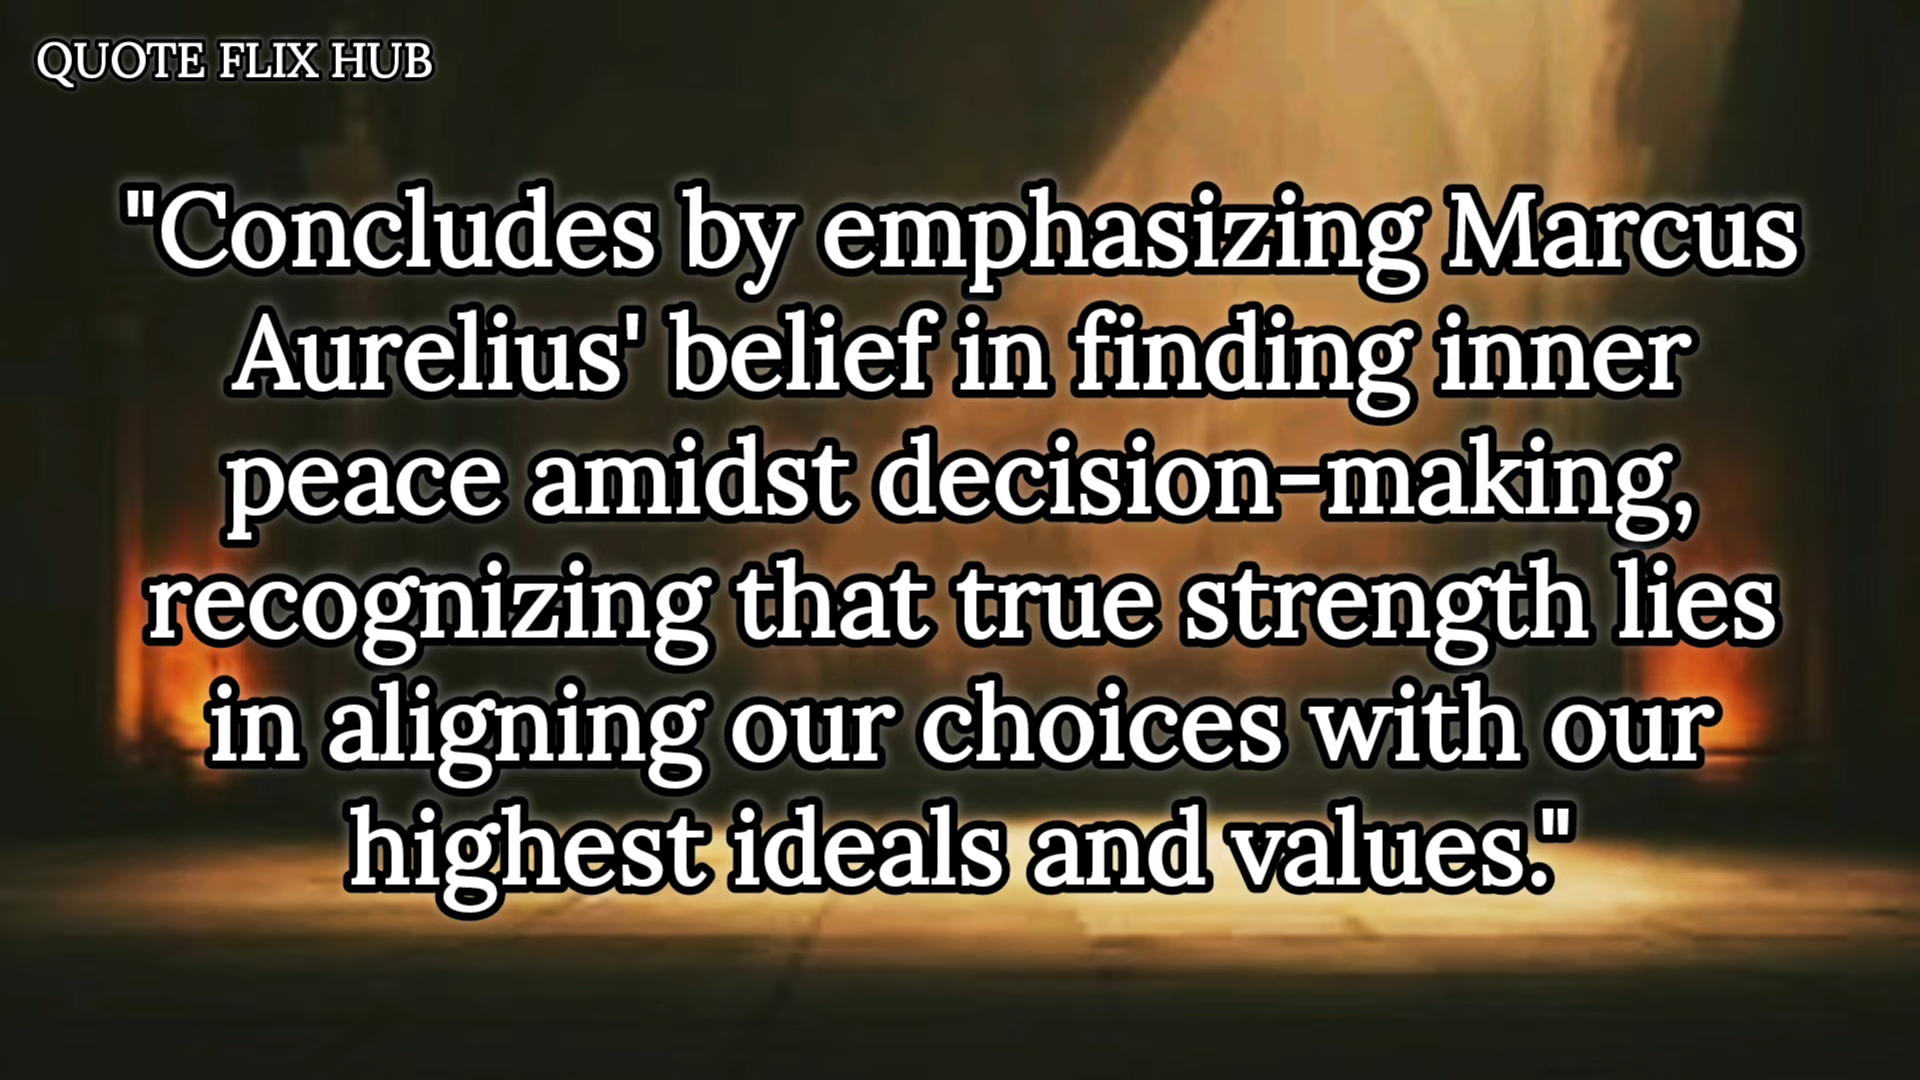 QUOTE FLIX HUB
"Concludes by emphasizing Marcus
Aurelius' belief in finding inner
peace amidst decision-making,
recognizing that true strength lies
in aligning our choices with our
highest ideals and values."